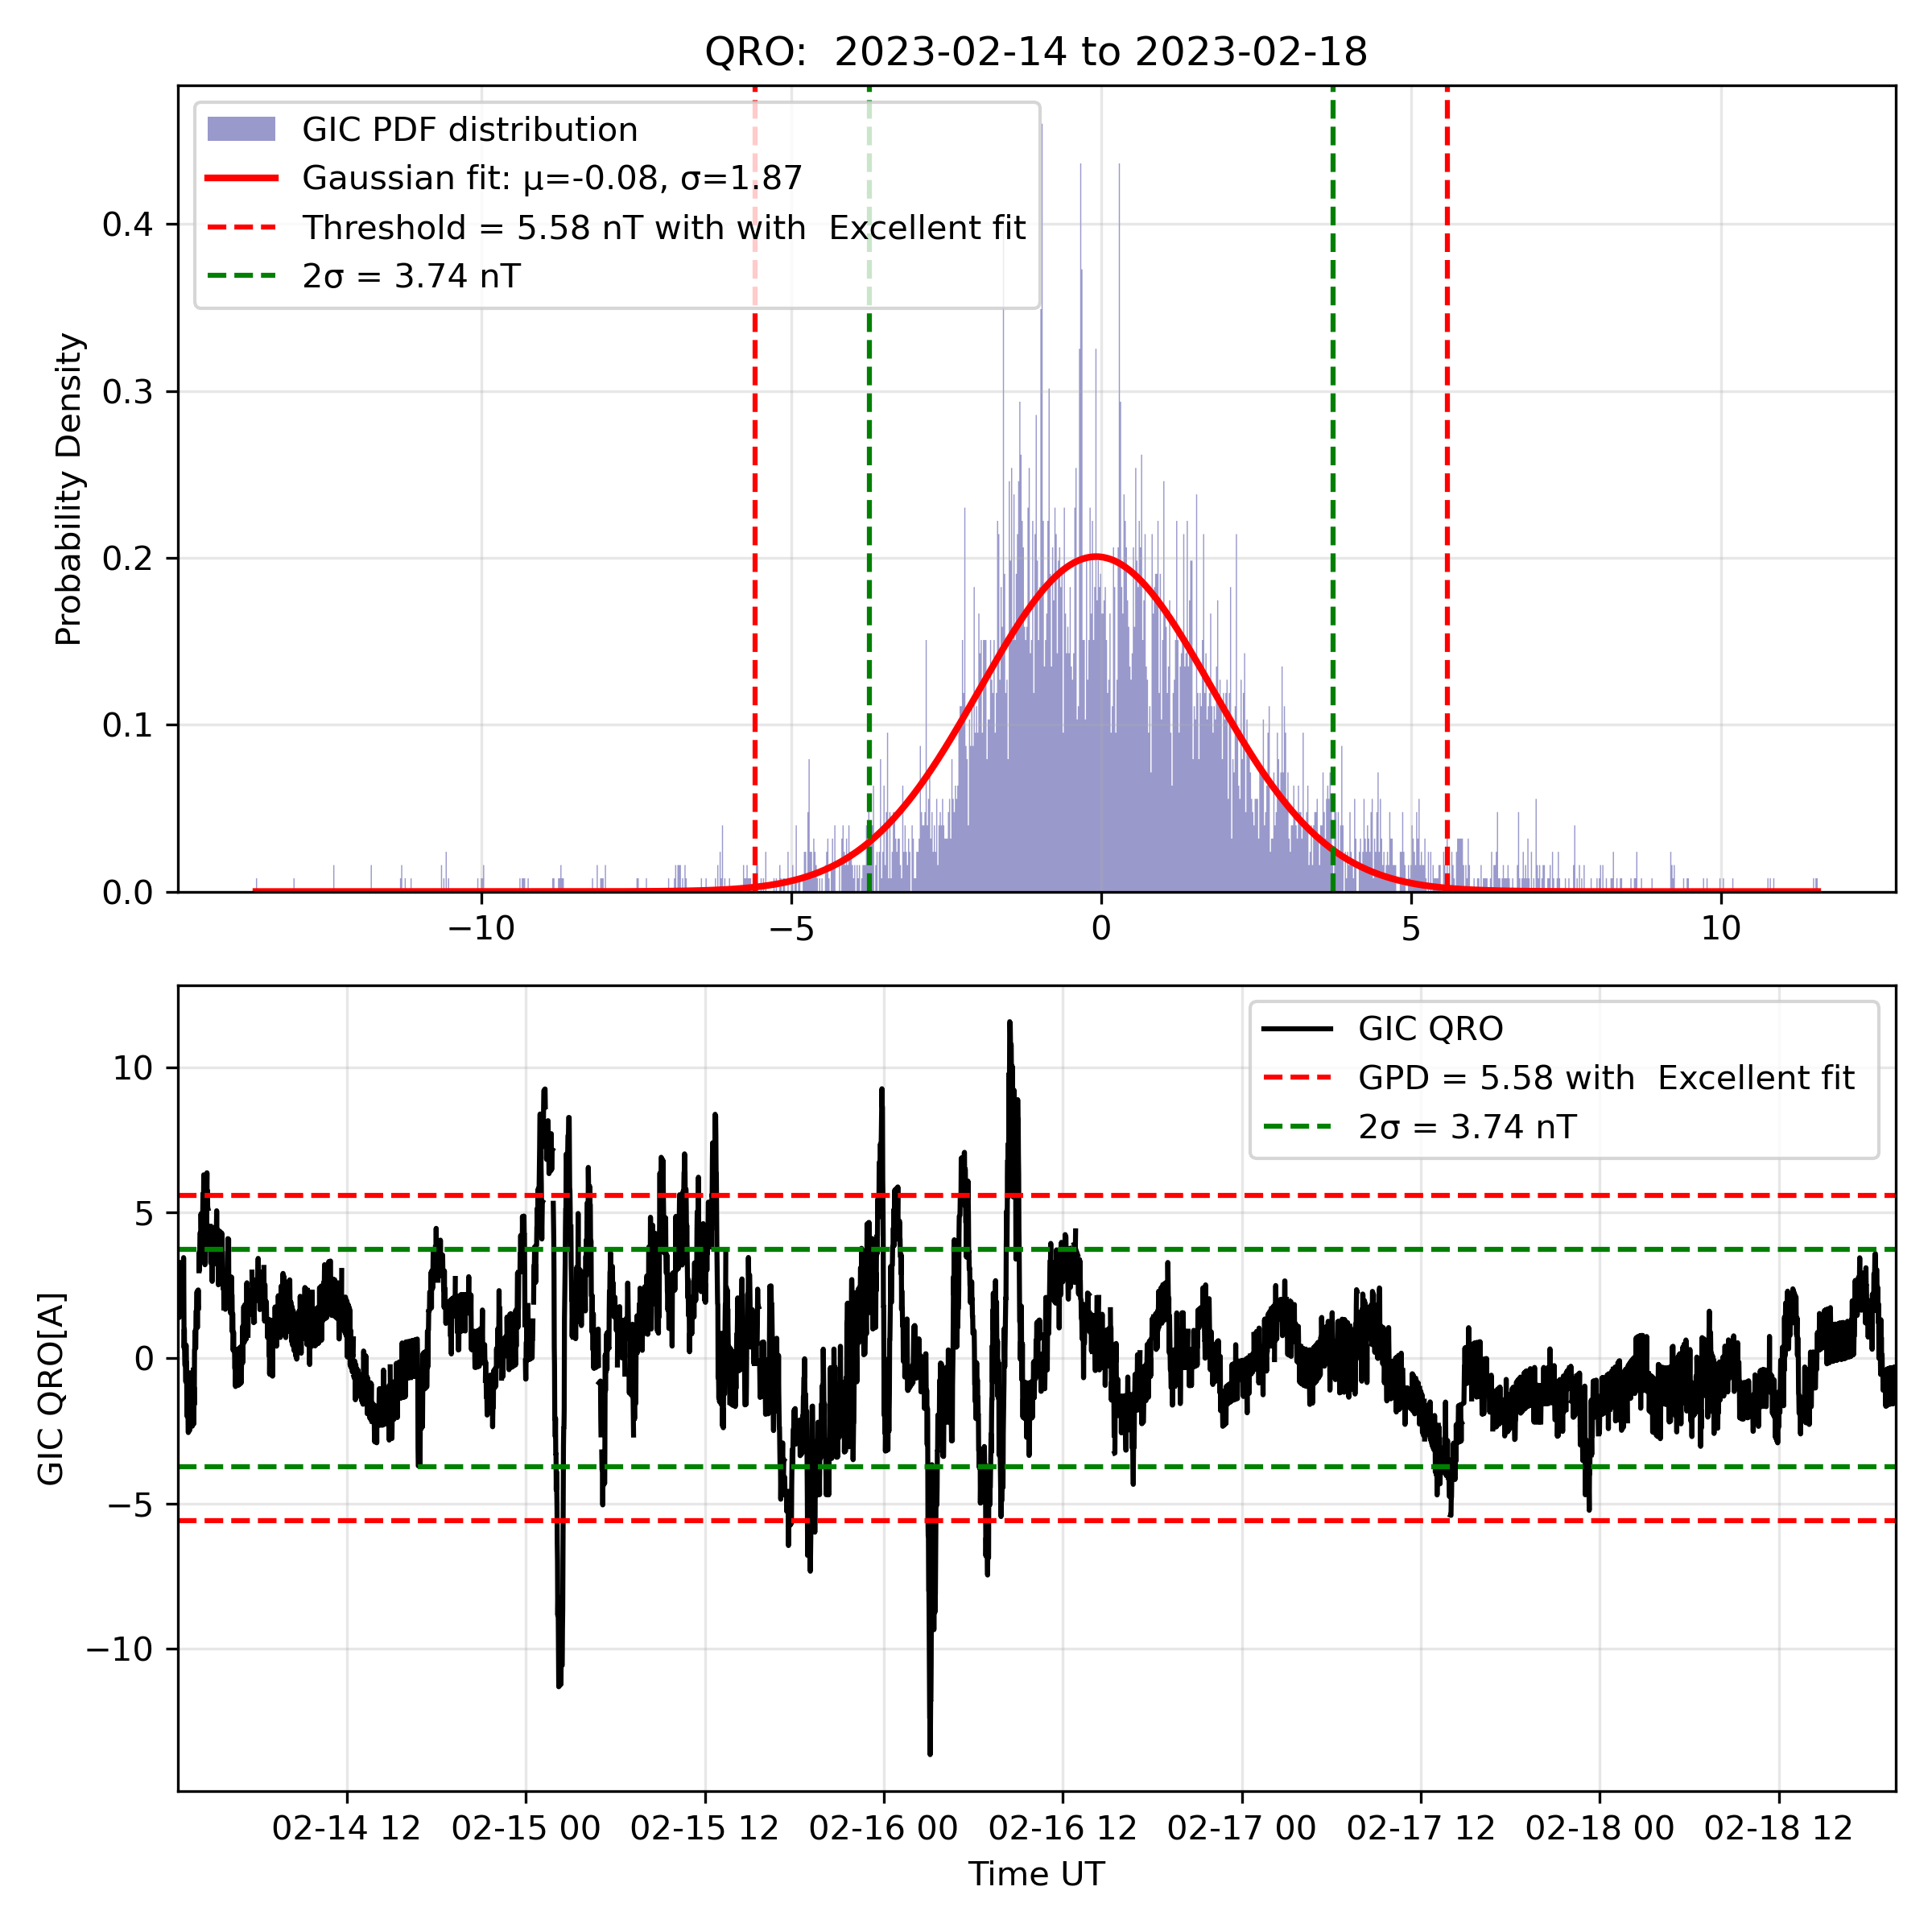 QRO:  2023-02-14 to 2023-02-18
GIC PDF distribution
Gaussian fit: μ=-0.08, σ=1.87
Threshold = 5.58 nT with with  Excellent fit
2σ = 3.74 nT
Probability Density
0.4
0.3
0.2
0.1
0.0
−10
−5
0
5
10
GIC QRO
GPD = 5.58 with  Excellent fit
2σ = 3.74 nT
GIC QRO[A]
10
5
0
−5
−10
02-14 12
02-15 00
02-15 12
02-16 00
02-16 12
02-17 00
02-17 12
02-18 00
02-18 12
Time UT